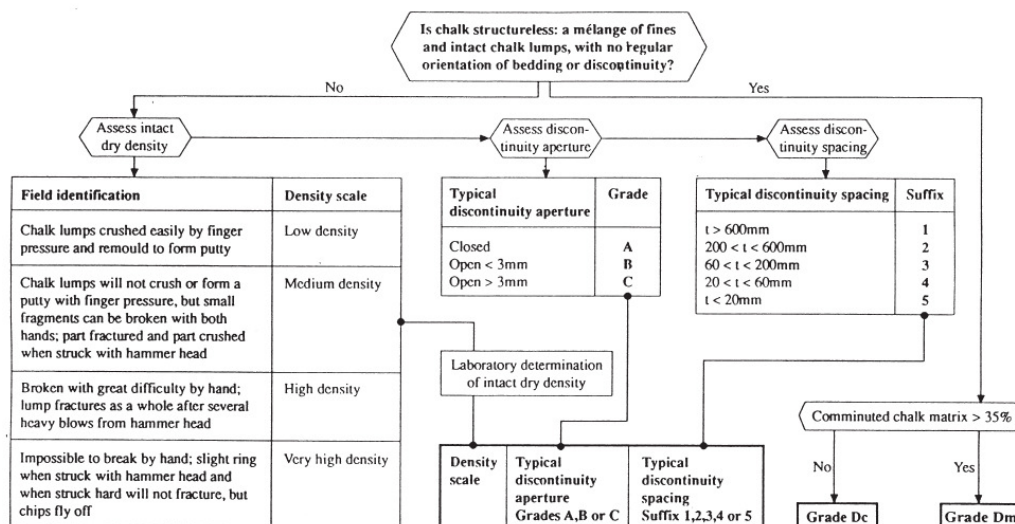 Is chalk structureless: a mélange of fines
and intact chalk lumps, with no regular
orientation of bedding or discontinuity?
No
Yes
Assess intact
dry density
Assess discon-
tinuity aperture
Assess discon-
tinuity spacing
Field identification
Density scale
Chalk lumps crushed easily by finger
pressure and remould to form putty
Low density
Chalk lumps will not crush or form a
putty with finger pressure, but small
fragments can be broken with both
hands; part fractured and part crushed
when struck with hammer head
Medium density
Broken with great difficulty by hand;
lump fractures as a whole after several
heavy blows from hammer head
High density
Impossible to break by hand; slight ring
when struck with hammer head and
when struck hard will not fracture, but
chips fly off
Very high density
Typical
discontinuity aperture
Grade
Closed A
Open < 3mm B
Open > 3mm C
Typical discontinuity spacing Suffix
t > 600mm 1
200 < t < 600mm 2
60 < t < 200mm 3
20 < t < 60mm 4
t < 20mm 5
Laboratory determination
of intact dry density
Density
scale
Typical
discontinuity
aperture
Grades A,B or C
Typical
discontinuity
spacing
Suffix 1,2,3,4 or 5
Comminuted chalk matrix > 35%
No
Yes
Grade Dc
Grade Dm